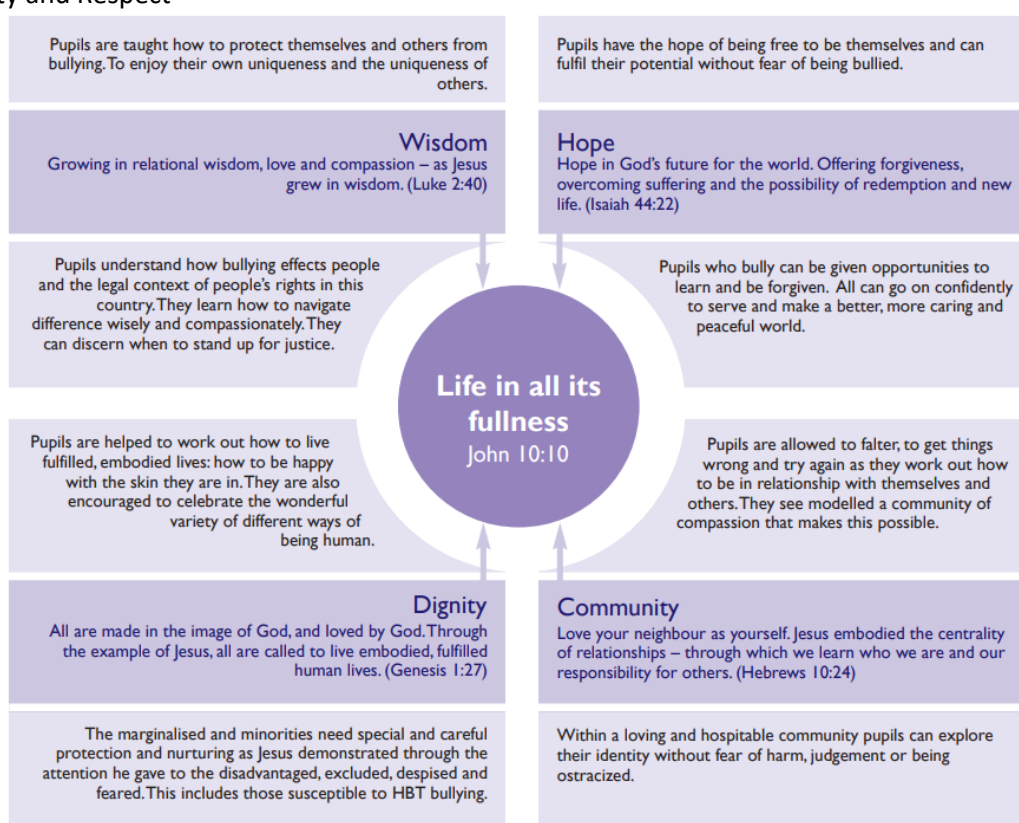 ty and Respect
Pupils are taught how to protect themselves and others from
bullying. To enjoy their own uniqueness and the uniqueness of
others.
Wisdom
Growing in relational wisdom, love and compassion – as Jesus
grew in wisdom. (Luke 2:40)
Pupils understand how bullying effects people
and the legal context of people's rights in this
country. They learn how to navigate
difference wisely and compassionately. They
can discern when to stand up for justice.
Pupils have the hope of being free to be themselves and can
fulfil their potential without fear of being bullied.
Hope
Hope in God's future for the world. Offering forgiveness,
overcoming suffering and the possibility of redemption and new
life. (Isaiah 44:22)
Pupils who bully can be given opportunities to
learn and be forgiven. All can go on confidently
to serve and make a better, more caring and
peaceful world.
Life in all its
fullness
John 10:10
Pupils are helped to work out how to live
fulfilled, embodied lives: how to be happy
with the skin they are in. They are also
encouraged to celebrate the wonderful
variety of different ways of
being human.
Dignity
All are made in the image of God, and loved by God. Through
the example of Jesus, all are called to live embodied, fulfilled
human lives. (Genesis 1:27)
The marginalised and minorities need special and careful
protection and nurturing as Jesus demonstrated through the
attention he gave to the disadvantaged, excluded, despised and
feared. This includes those susceptible to HBT bullying.
Pupils are allowed to falter, to get things
wrong and try again as they work out how
to be in relationship with themselves and
others. They see modelled a community of
compassion that makes this possible.
Community
Love your neighbour as yourself. Jesus embodied the centrality
of relationships – through which we learn who we are and our
responsibility for others. (Hebrews 10:24)
Within a loving and hospitable community pupils can explore
their identity without fear of harm, judgement or being
ostracized.